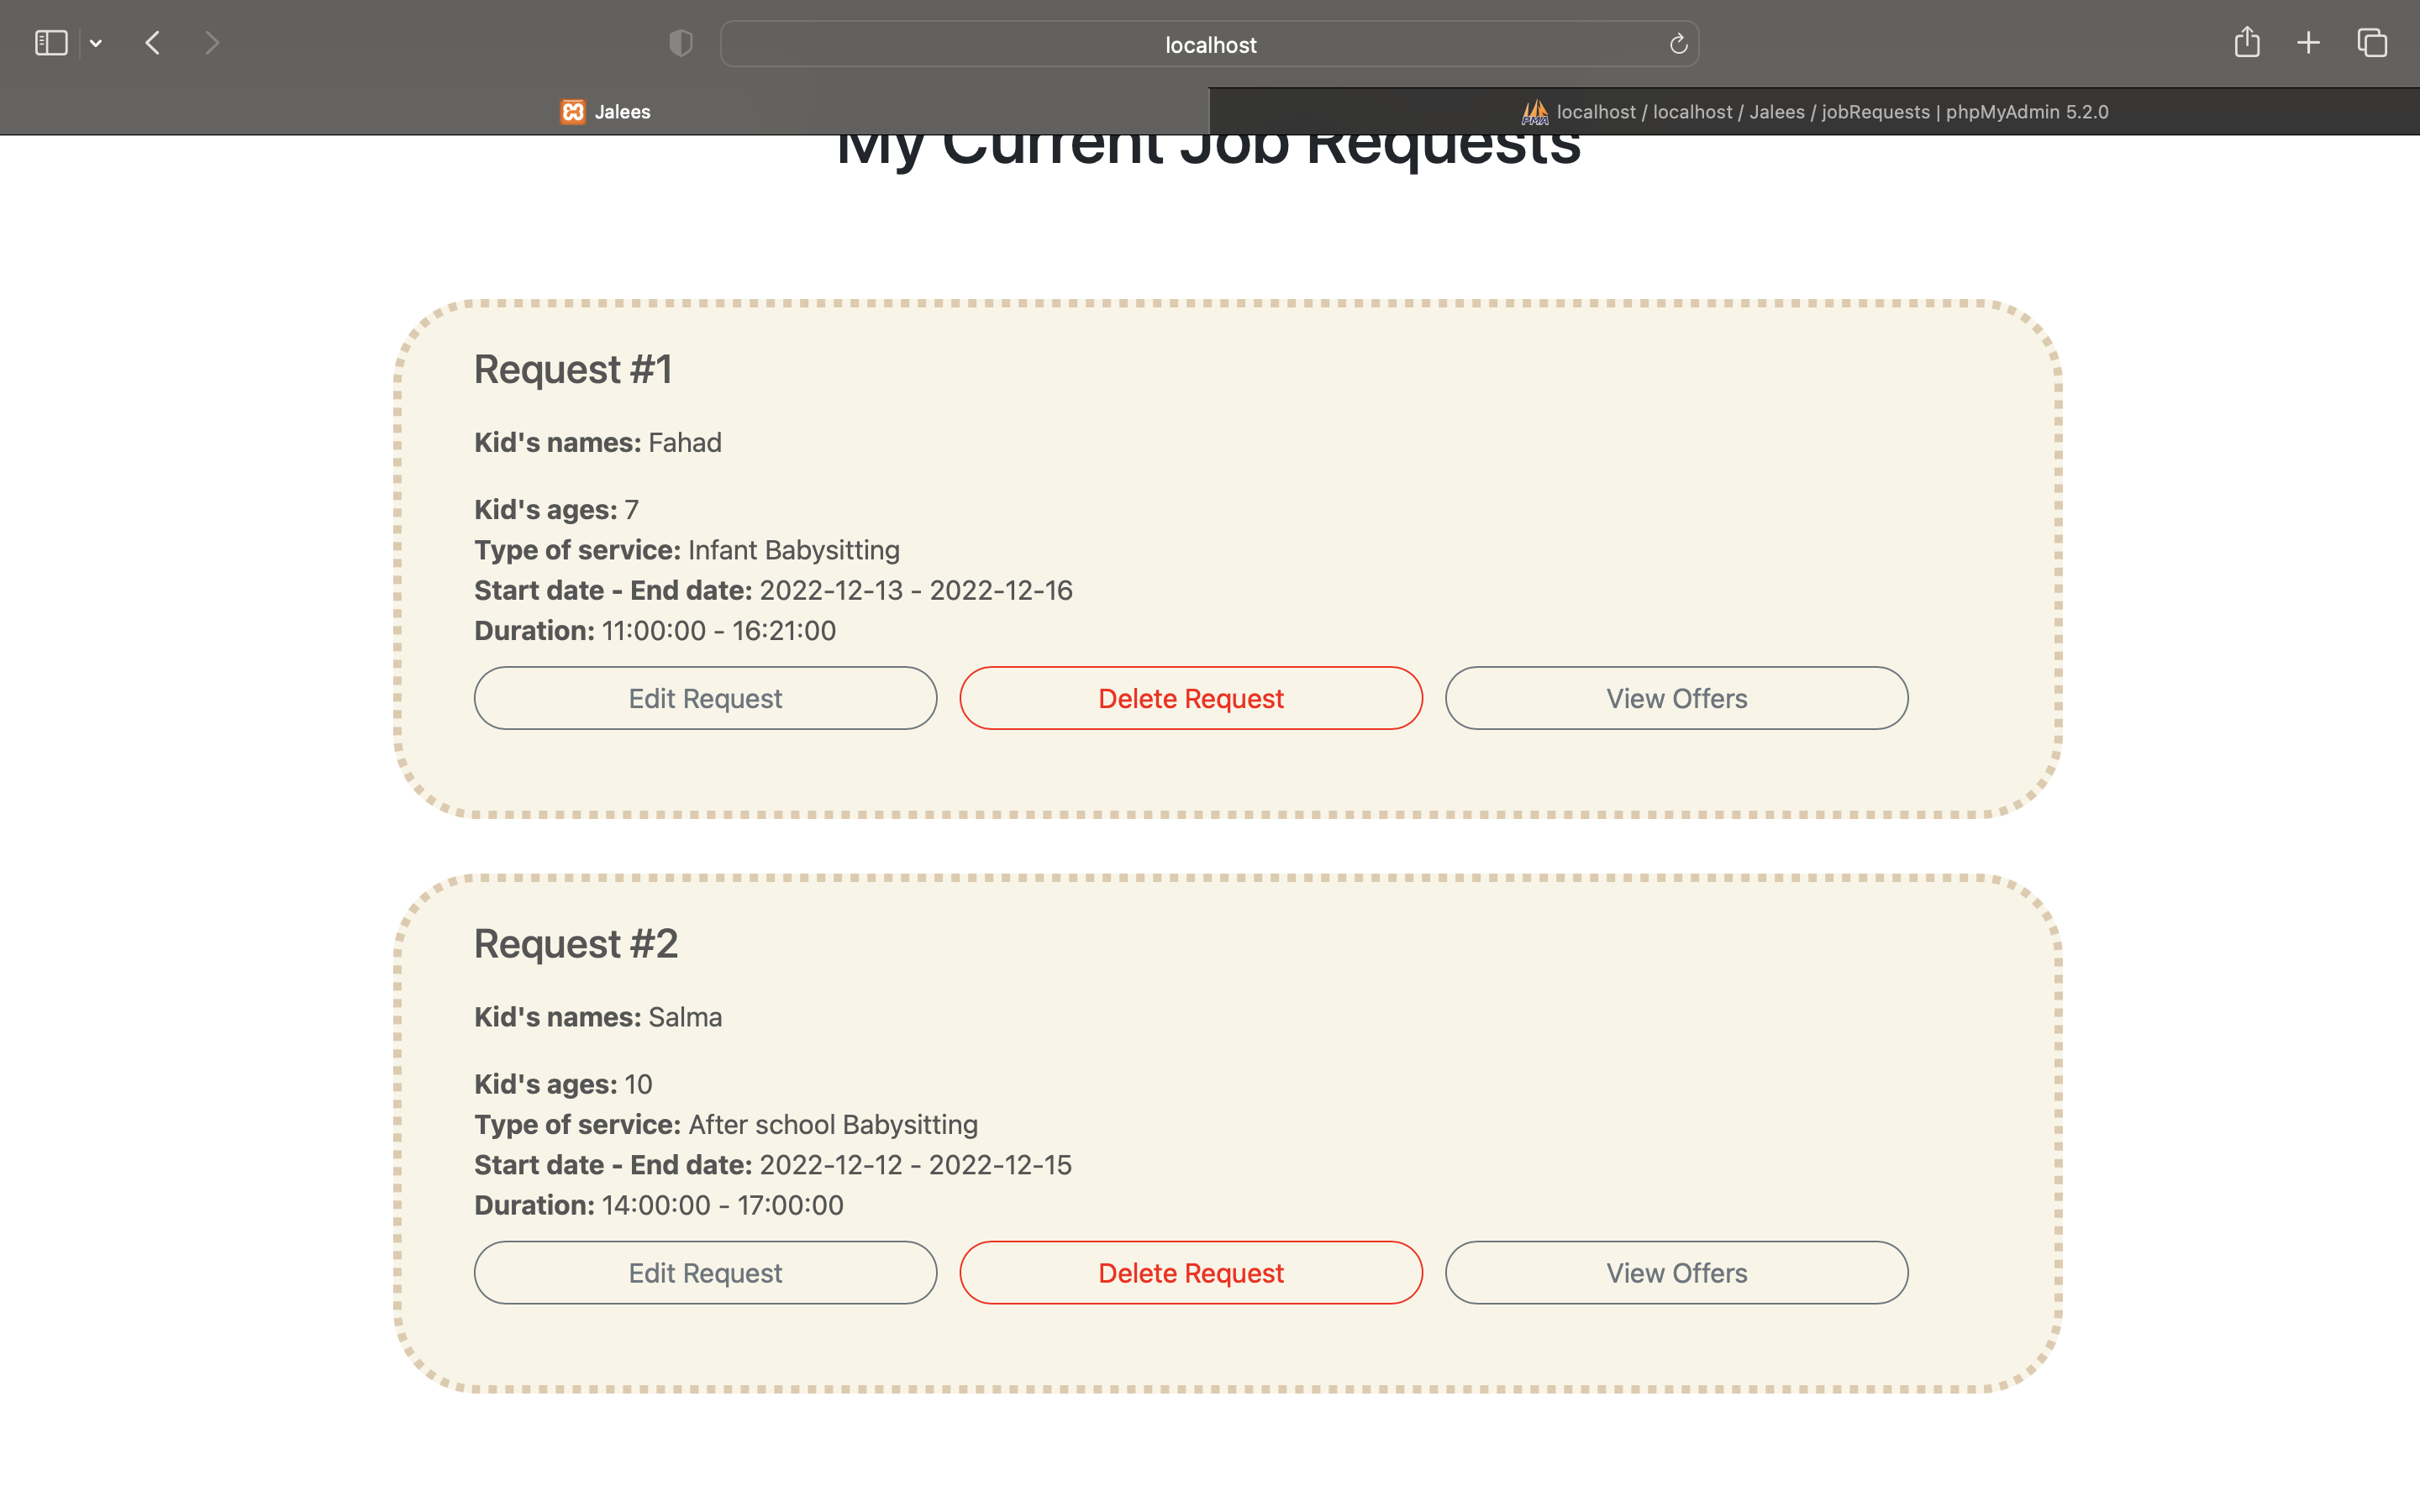 localhost
Jalees
localhost / localhost / Jalees / jobRequests | phpMyAdmin 5.2.0
My Current Job Requests
Request #1
Kid's names: Fahad
Kid's ages: 7
Type of service: Infant Babysitting
Start date - End date: 2022-12-13 - 2022-12-16
Duration: 11:00:00 - 16:21:00
Edit Request
Delete Request
View Offers
Request #2
Kid's names: Salma
Kid's ages: 10
Type of service: After school Babysitting
Start date - End date: 2022-12-12 - 2022-12-15
Duration: 14:00:00 - 17:00:00
Edit Request
Delete Request
View Offers